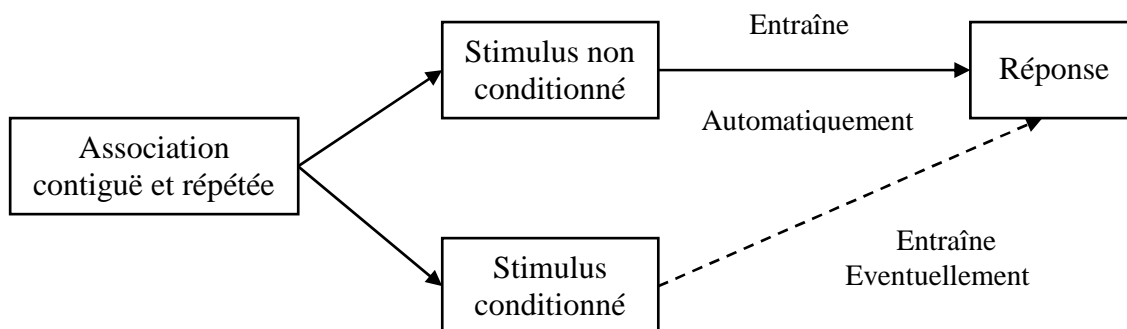 Association
contiguë et répétée
Stimulus non
conditionné
Entraîne
Automatiquement
Réponse
Stimulus
conditionné
Entraîne
Eventuellement